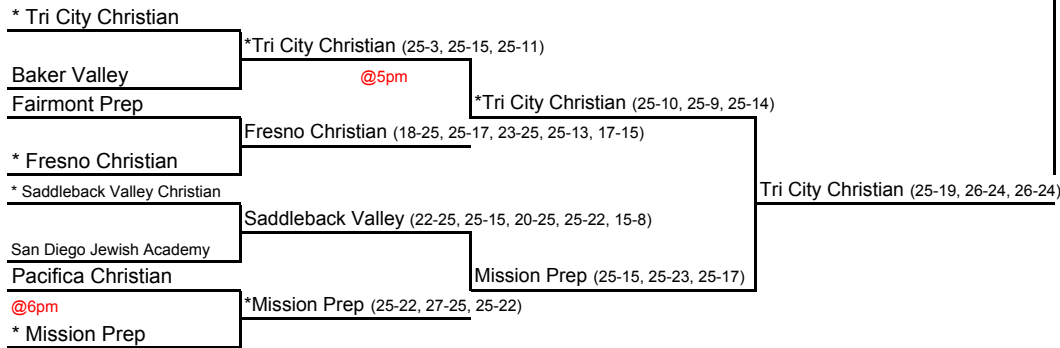 * Tri City Christian
*Tri City Christian (25-3, 25-15, 25-11)
Baker Valley
@5pm
Fairmont Prep
*Tri City Christian (25-10, 25-9, 25-14)
Fresno Christian (18-25, 25-17, 23-25, 25-13, 17-15)
* Fresno Christian
* Saddleback Valley Christian
Tri City Christian (25-19, 26-24, 26-24)
Saddleback Valley (22-25, 25-15, 20-25, 25-22, 15-8)
San Diego Jewish Academy
Pacifica Christian
Mission Prep (25-15, 25-23, 25-17)
@6pm
*Mission Prep (25-22, 27-25, 25-22)
* Mission Prep